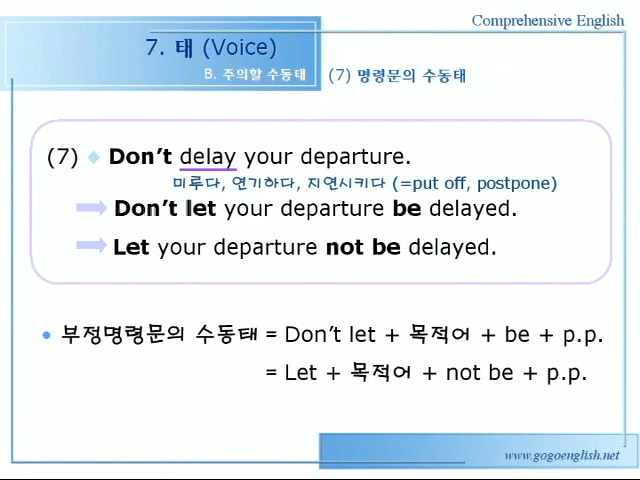 Comprehensive English
7. 태 (Voice)
B. 주의할 수동태
(7) 명령문의 수동태
(7) Don't delay your departure.
미루다, 연기하다, 지연시키다 (=put off, postpone)
Don't let your departure be delayed.
Let your departure not be delayed.
부정명령문의 수동태 = Don't let + 목적어 + be + p.p.
= Let + 목적어 + not be + p.p.
www.gogoenglish.net